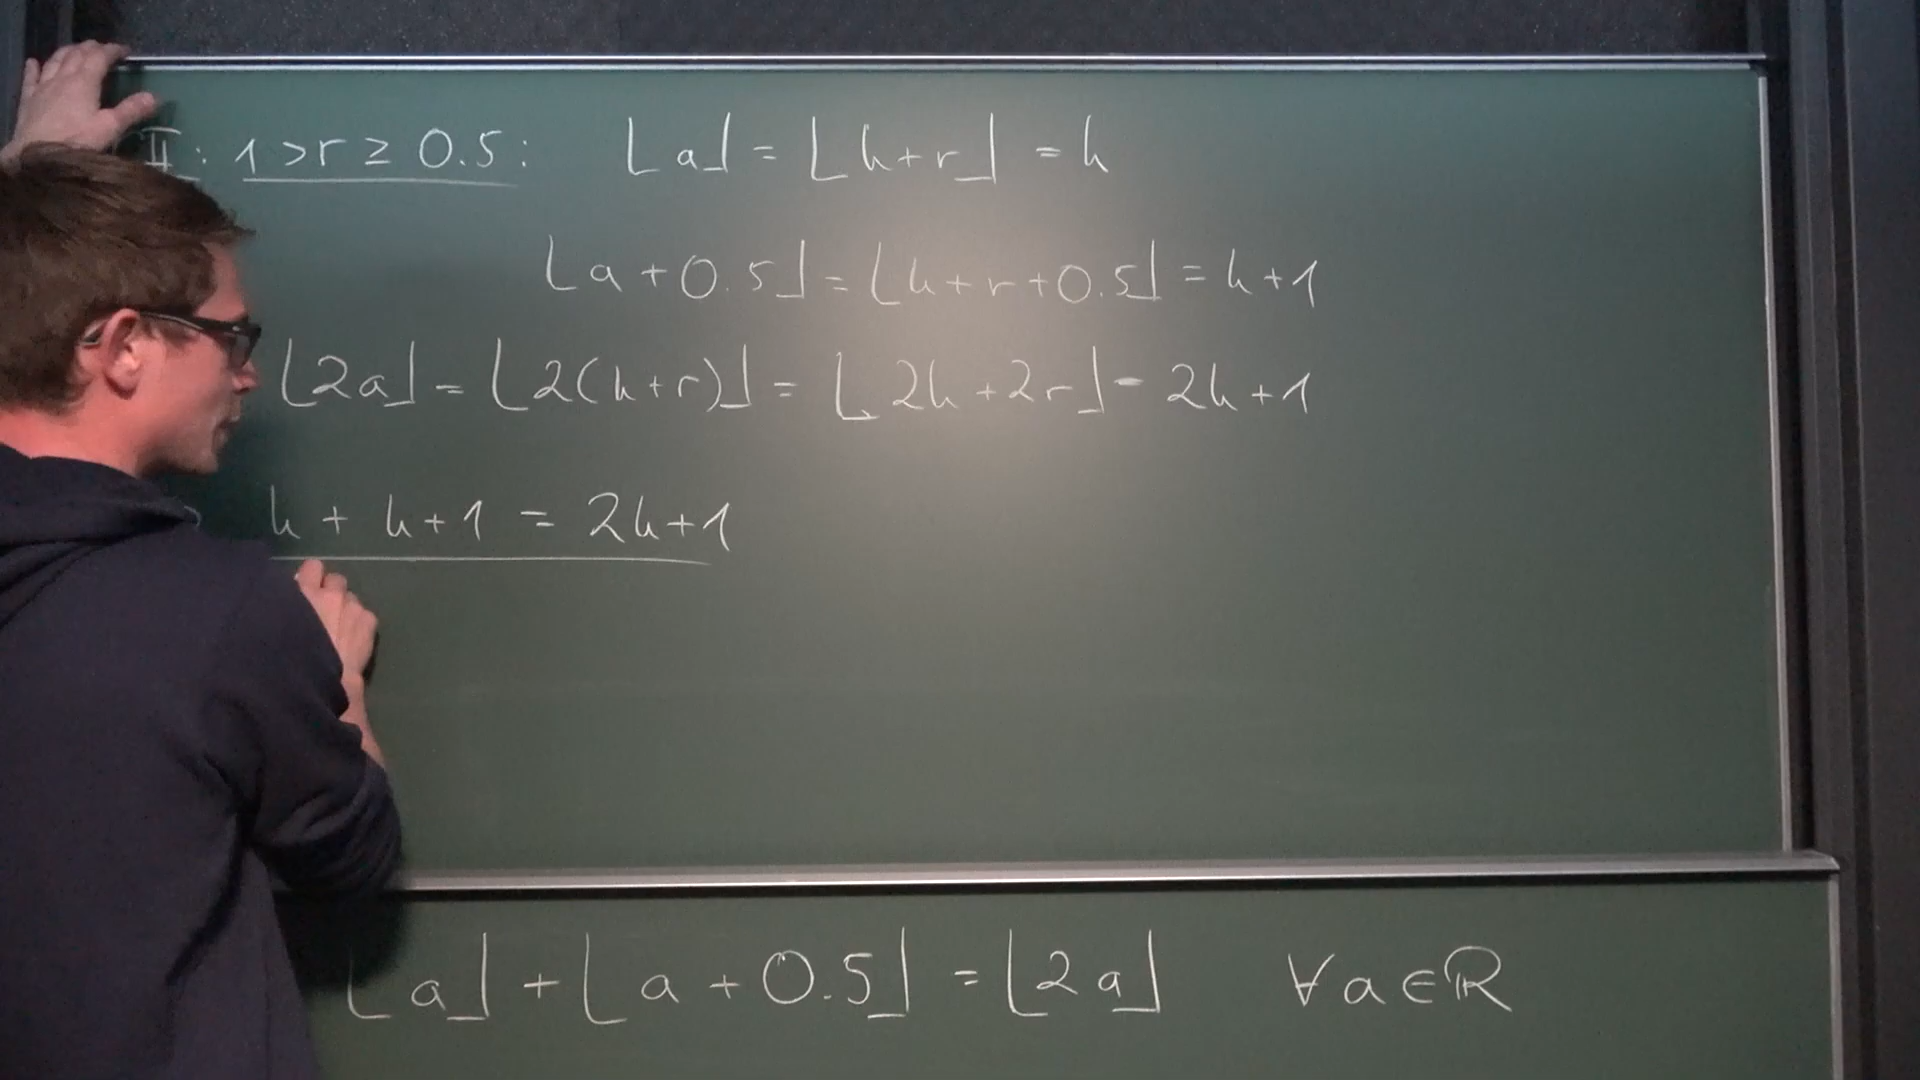 II: 1 > r ≥ 0.5: ⌊a⌋ = ⌊h+r⌋ = h
⌊a + 0.5⌋ = ⌊h+r+0.5⌋ = h+1
⌊2a⌋ = ⌊2(h+r)⌋ = ⌊2h+2r⌋ = 2h+1
h + h+1 = 2h+1
⌊a⌋ + ⌊a + 0.5⌋ = ⌊2a⌋ ∀a∈ℝ